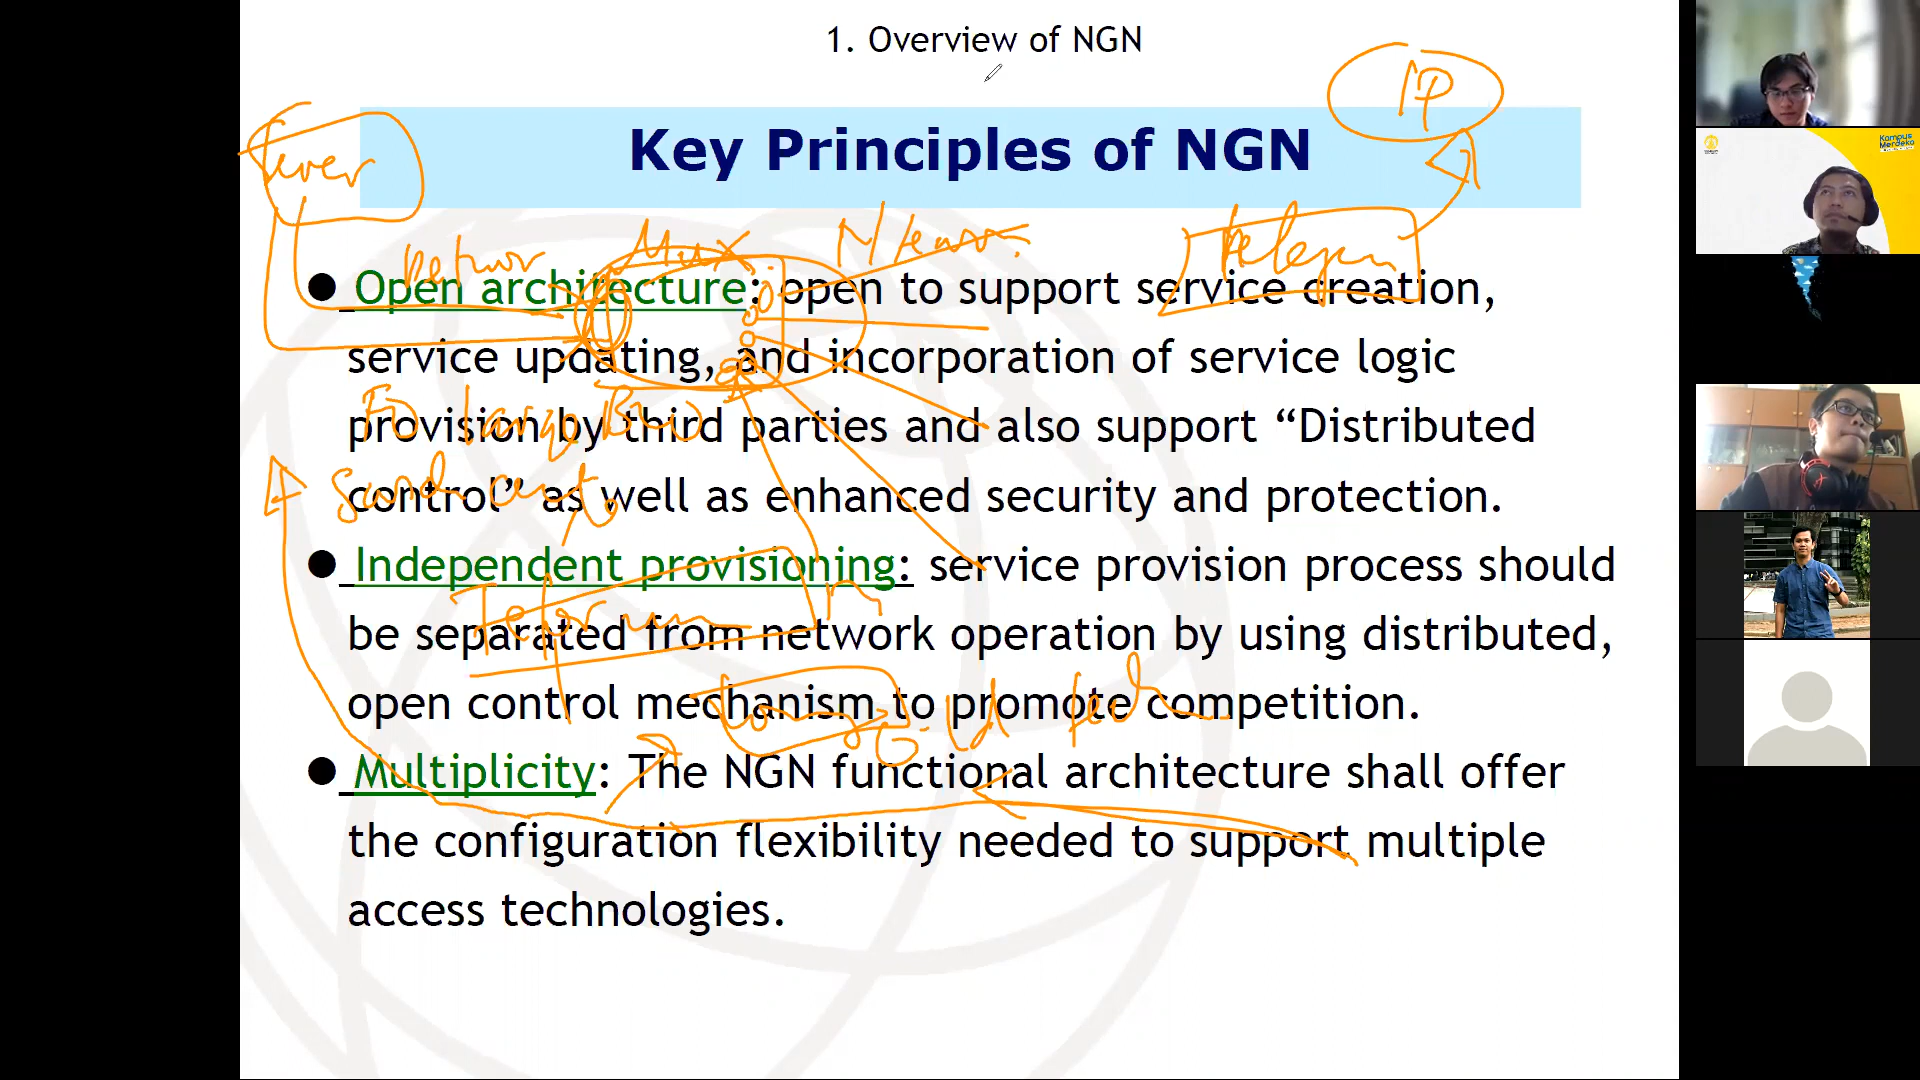 1. Overview of NGN
IP
Key Principles of NGN
Mux
● Open architecture: open to support service creation,
service updating, and incorporation of service logic
provision by third parties and also support “Distributed
control” as well as enhanced security and protection.
● Independent provisioning: service provision process should
be separated from network operation by using distributed,
open control mechanism to promote competition.
● Multiplicity: The NGN functional architecture shall offer
the configuration flexibility needed to support multiple
access technologies.
Kampus
Merdeka